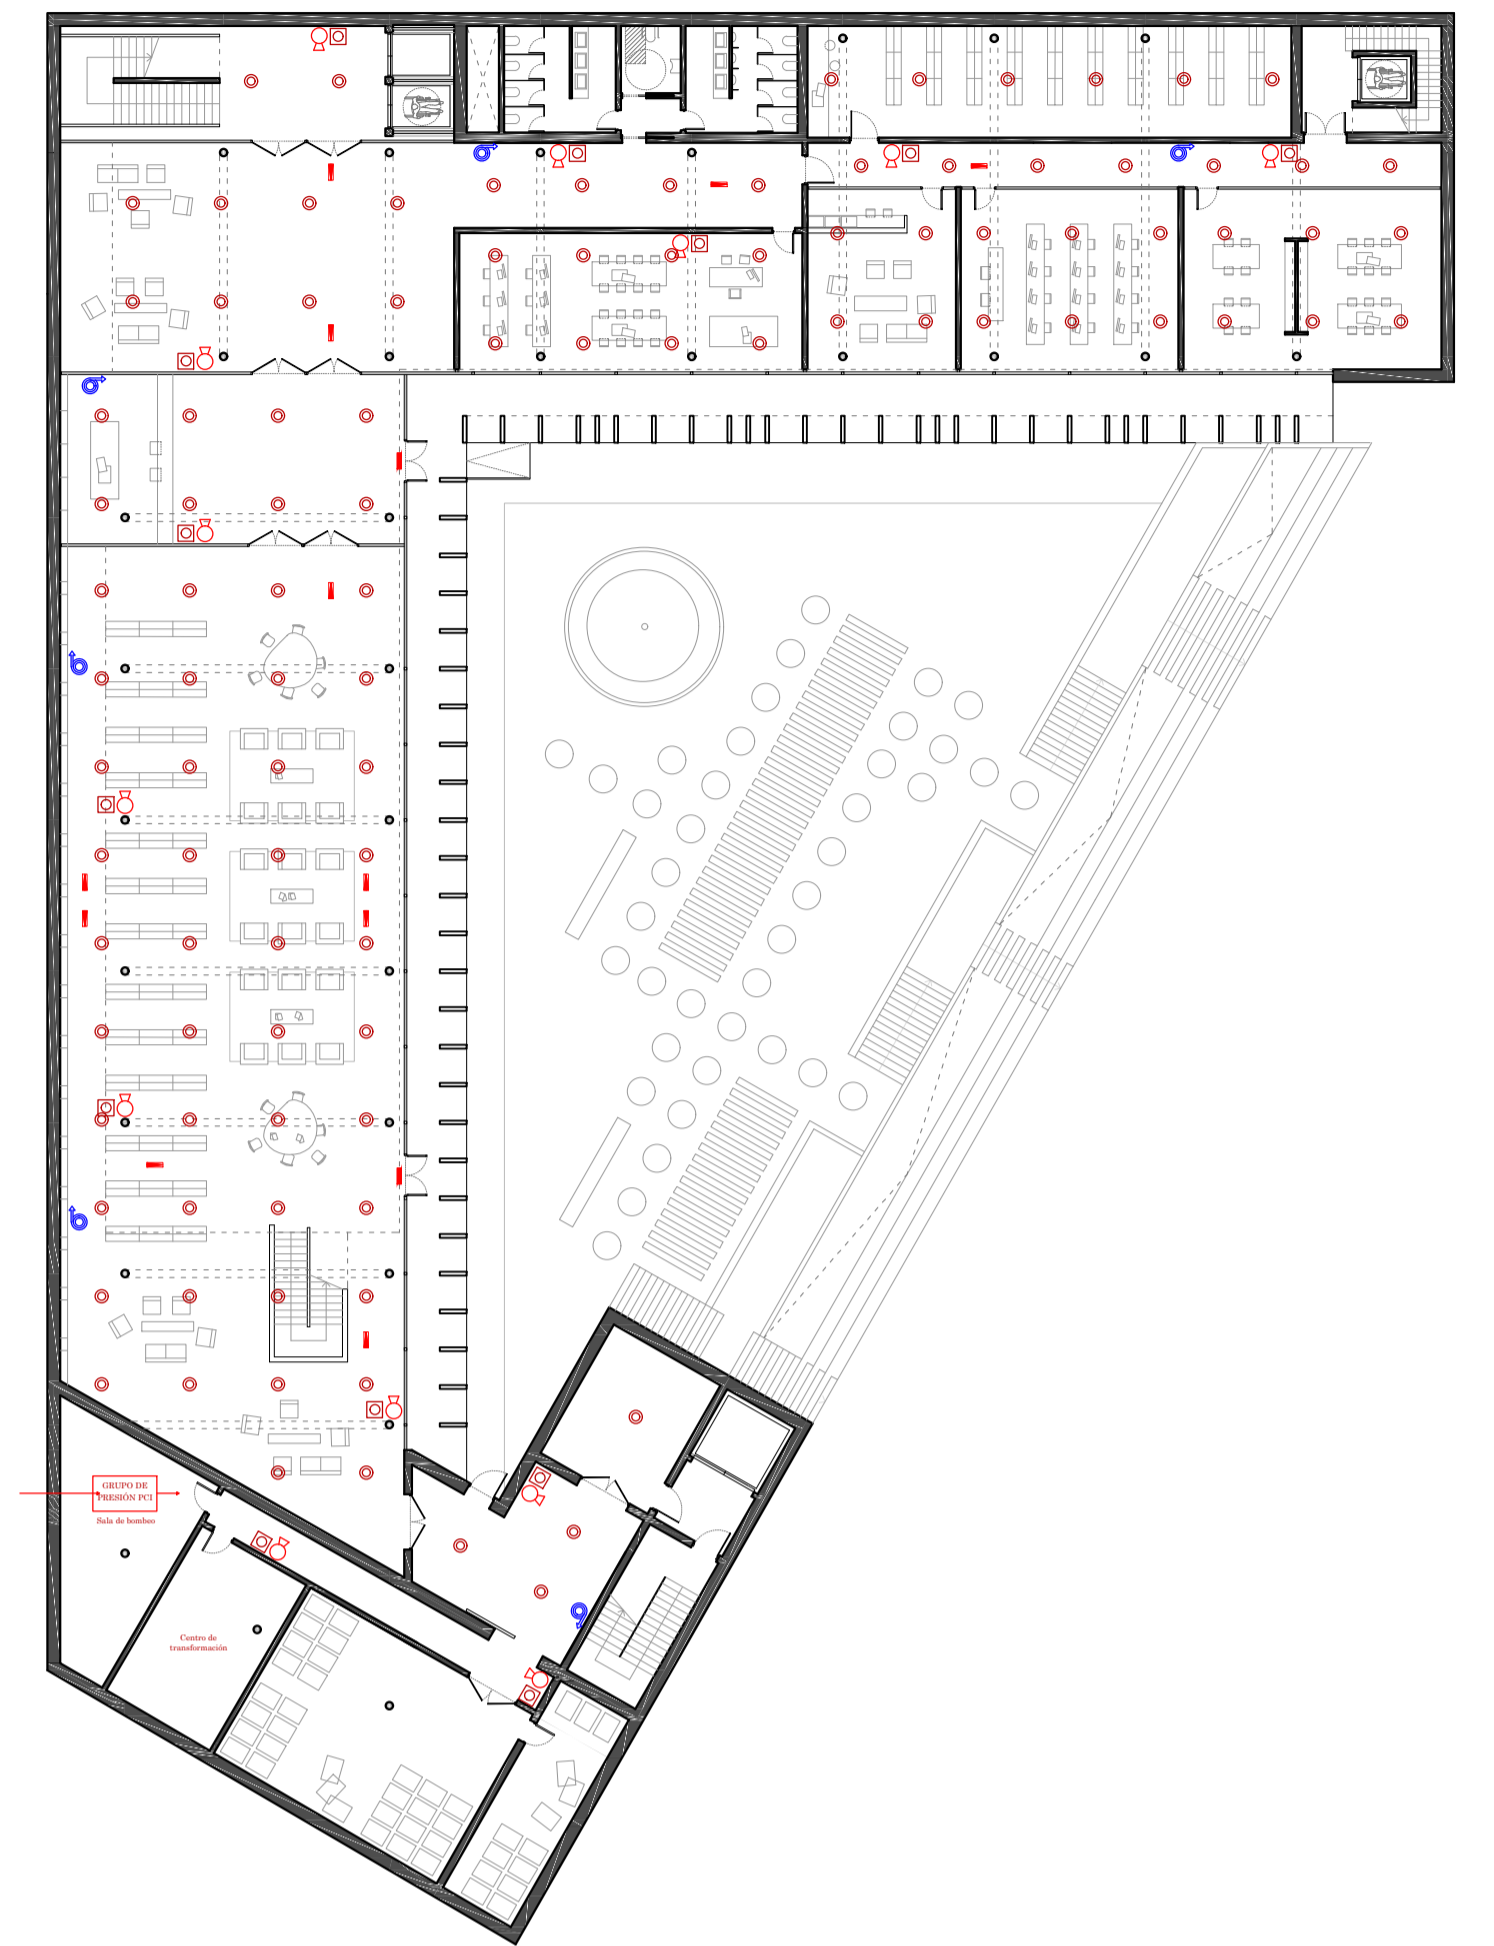 GRUPO DE
PRESIÓN PCI
Sala de bombeo
Centro de
transformación